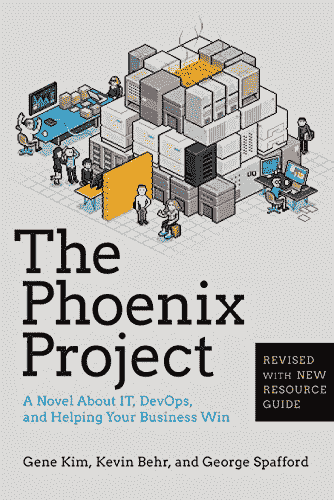 The
Phoenix
Project
A Novel About IT, DevOps,
and Helping Your Business Win
REVISED
WITH NEW
RESOURCE
GUIDE
Gene Kim, Kevin Behr, and George Spafford